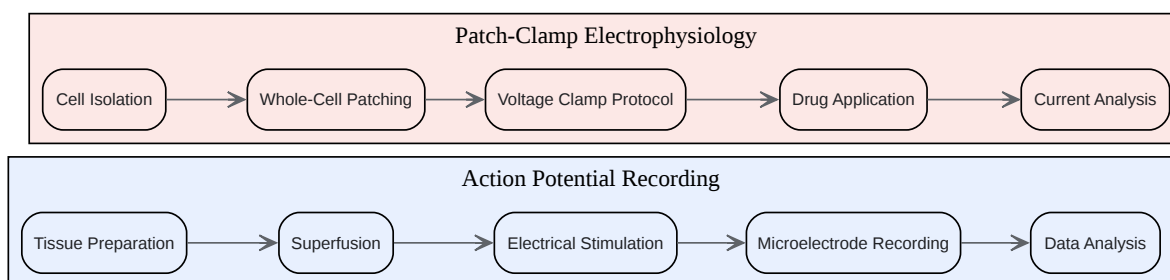 Patch-Clamp Electrophysiology
Cell Isolation
Whole-Cell Patching
Voltage Clamp Protocol
Drug Application
Current Analysis
Action Potential Recording
Tissue Preparation
Superfusion
Electrical Stimulation
Microelectrode Recording
Data Analysis